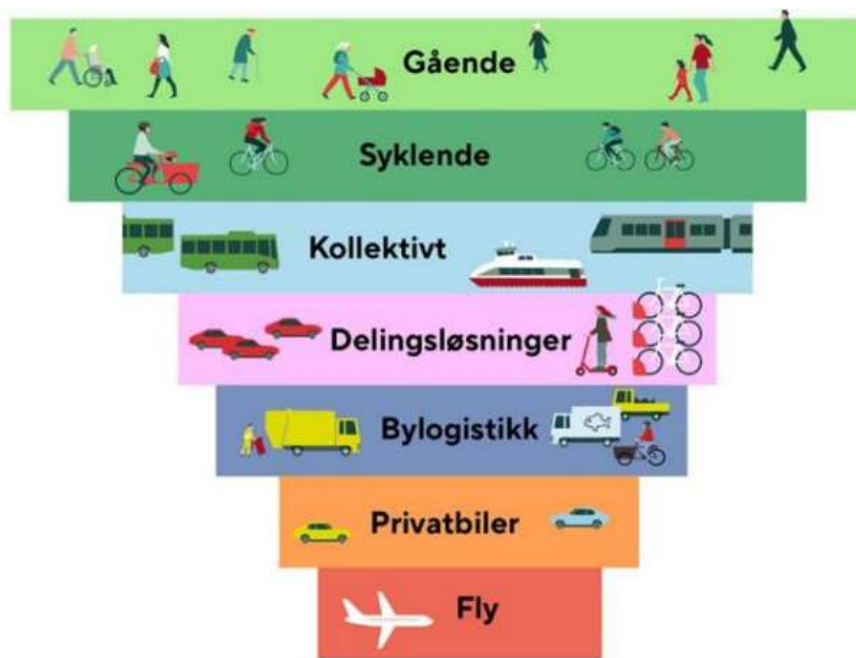 Gående
Syklende
Kollektivt
Delingsløsninger
Bylogistikk
Privatbiler
Fly